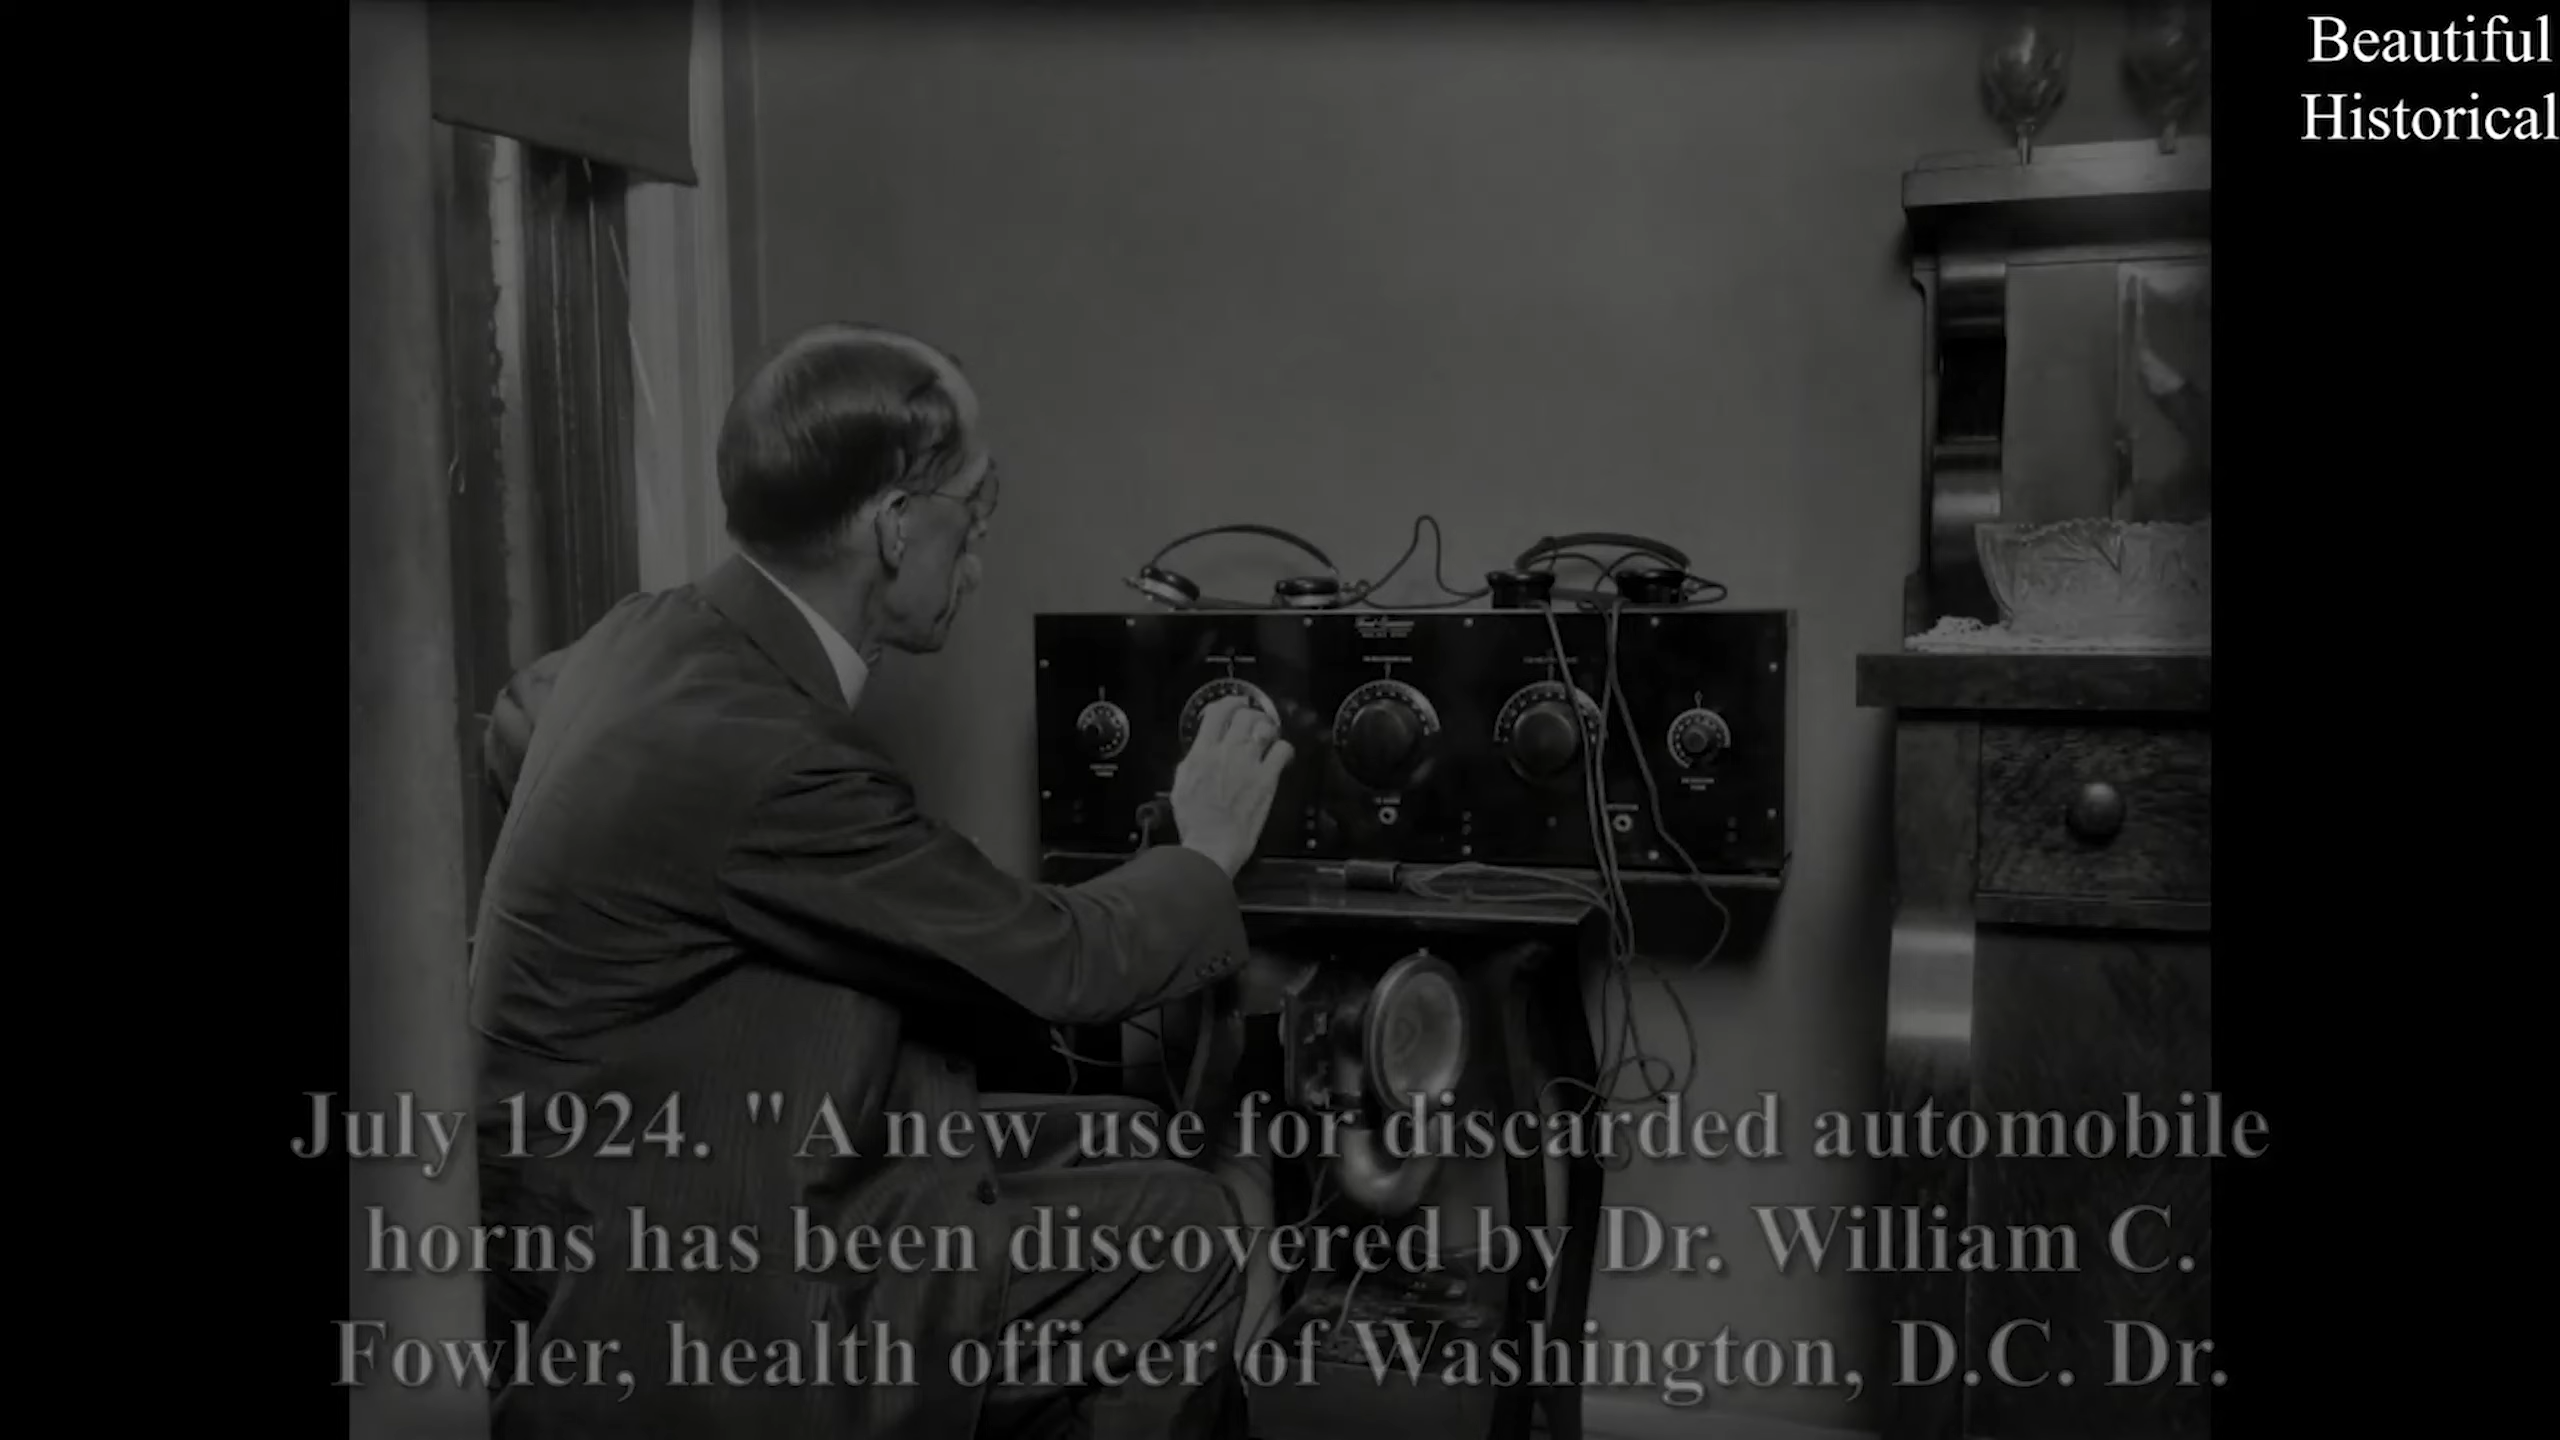 Beautiful
Historical
July 1924. "A new use for discarded automobile
horns has been discovered by Dr. William C.
Fowler, health officer of Washington, D.C. Dr.